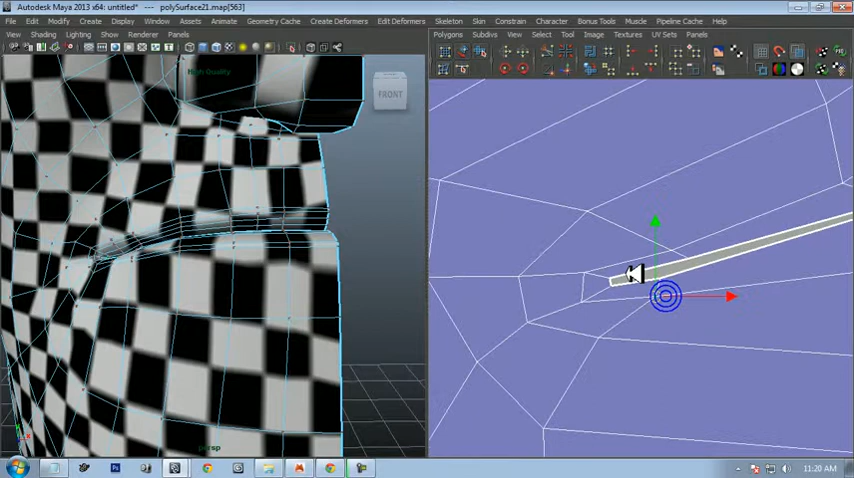 Autodesk Maya 2013 x64: untitled* --- polySurface21.map[563]
File Edit Modify Create Display Window Assets Animate Geometry Cache Create Deformers Edit Deformers Skeleton Skin Constrain Character Bonus Tools Muscle Pipeline Cache Help
View Shading Lighting Show Renderer Panels
Polygons Subdivs View Select Tool Image Textures UV Sets Panels
High Quality
FRONT
persp
11:20 AM